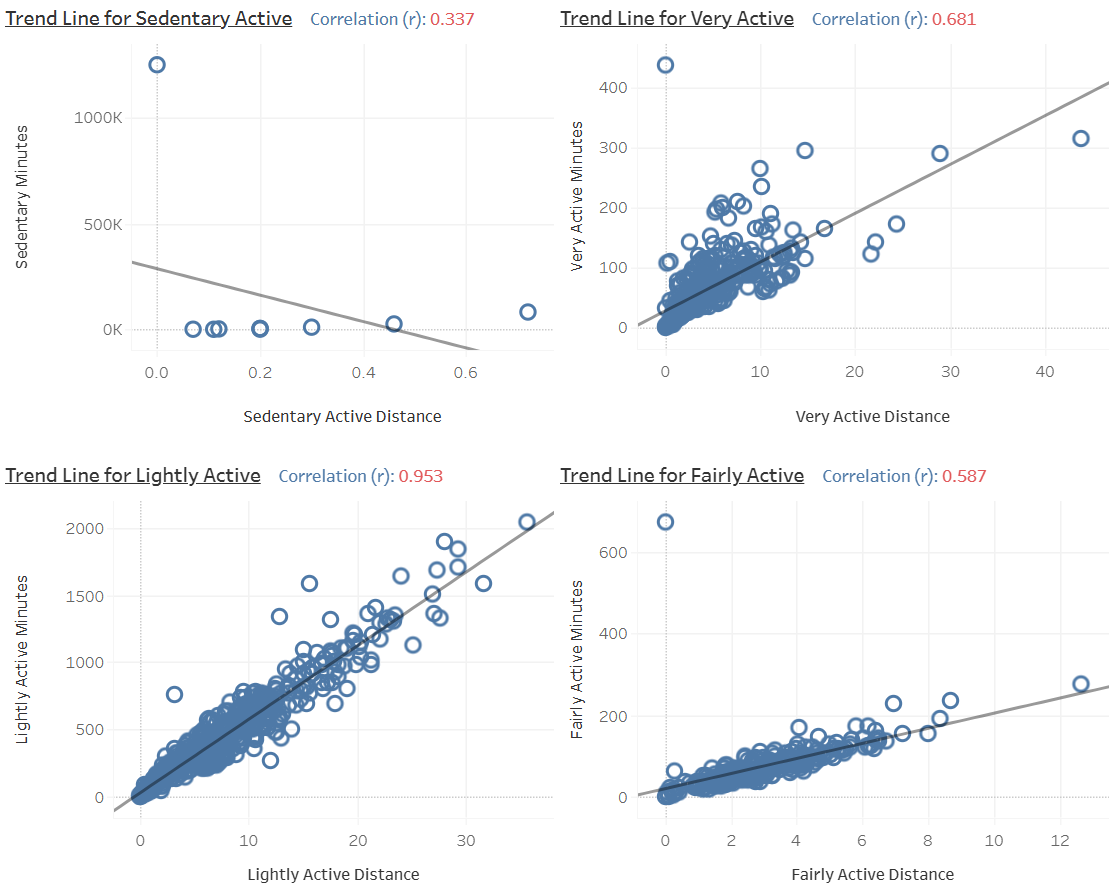 Trend Line for Sedentary Active Correlation (r): 0.337
Sedentary Minutes
1000K
500K
0K
0.0 0.2 0.4 0.6
Sedentary Active Distance
Trend Line for Very Active Correlation (r): 0.681
Very Active Minutes
400
300
200
100
0
0 10 20 30 40
Very Active Distance
Trend Line for Lightly Active Correlation (r): 0.953
Lightly Active Minutes
2000
1500
1000
500
0
0 10 20 30
Lightly Active Distance
Trend Line for Fairly Active Correlation (r): 0.587
Fairly Active Minutes
600
400
200
0
0 2 4 6 8 10 12
Fairly Active Distance